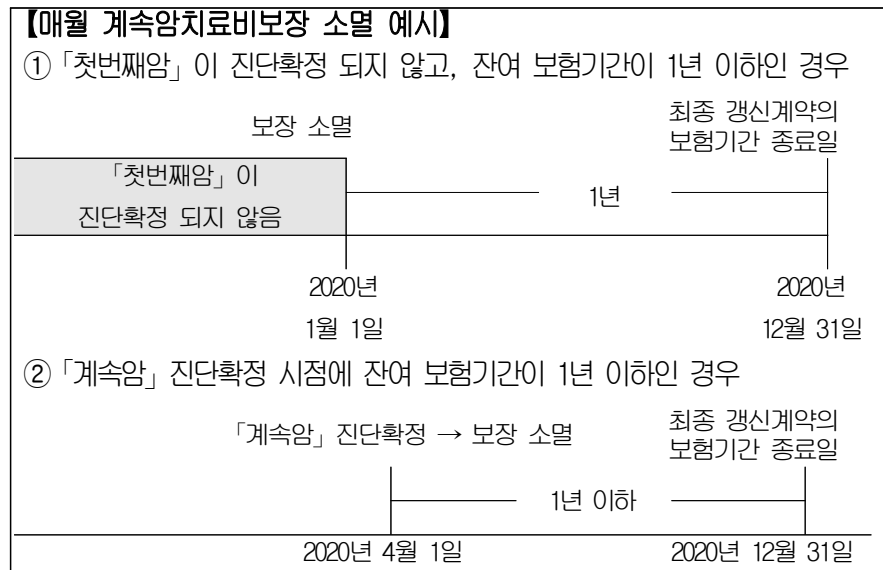 【매월 계속암치료비보장 소멸 예시】
①「첫번째암」이 진단확정 되지 않고, 잔여 보험기간이 1년 이하인 경우
보장 소멸
최종 갱신계약의
보험기간 종료일
「첫번째암」이
진단확정 되지 않음
1년
2020년
1월 1일
2020년
12월 31일
②「계속암」진단확정 시점에 잔여 보험기간이 1년 이하인 경우
「계속암」진단확정 → 보장 소멸
최종 갱신계약의
보험기간 종료일
1년 이하
2020년 4월 1일
2020년 12월 31일